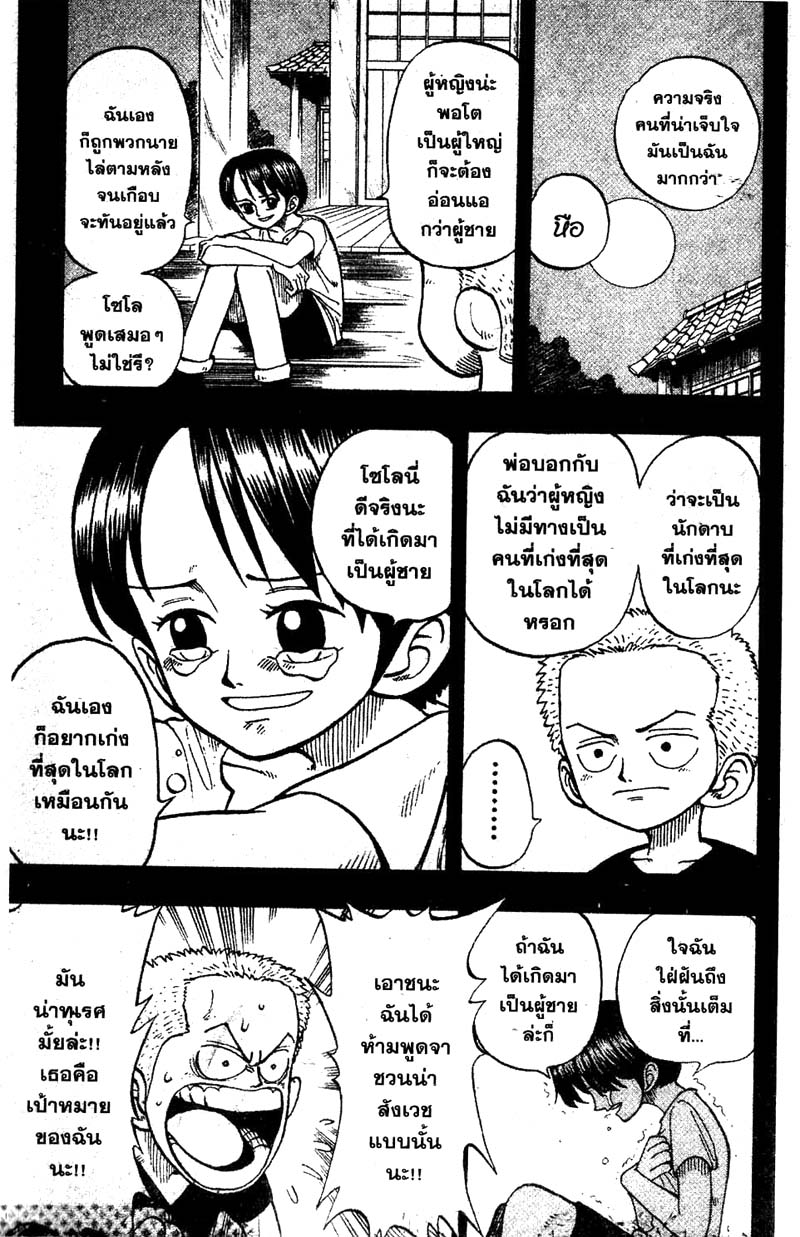 ความจริง
คนที่น่าเจ็บใจ
มันเป็นฉัน
มากกว่า
หือ
ผู้หญิงน่ะ
พอโต
เป็นผู้ใหญ่
ก็จะต้อง
อ่อนแอ
กว่าผู้ชาย
ฉันเอง
ก็ถูกพวกนาย
ไล่ตามหลัง
จนเกือบ
จะทันอยู่แล้ว
โซโล
พูดเสมอๆ
ไม่ใช่รึ?
ว่าจะเป็น
นักดาบ
ที่เก่งที่สุด
ในโลกนะ
พ่อบอกกับ
ฉันว่าผู้หญิง
ไม่มีทางเป็น
คนที่เก่งที่สุด
ในโลกได้
หรอก
........
โซโลนี่
ดีจริงนะ
ที่ได้เกิดมา
เป็นผู้ชาย
ฉันเอง
ก็อยากเก่ง
ที่สุดในโลก
เหมือนกัน
นะ!!
ใจฉัน
ใฝ่ฝันถึง
สิ่งนั้นเต็ม
ที่...
ถ้าฉัน
ได้เกิดมา
เป็นผู้ชาย
ล่ะก็
เอาชนะ
ฉันได้
ห้ามพูดจา
ชวนน่า
สังเวช
แบบนั้น
นะ!!
มัน
น่าทุเรศ
มั้ยล่ะ!!
เธอคือ
เป้าหมาย
ของฉัน
นะ!!